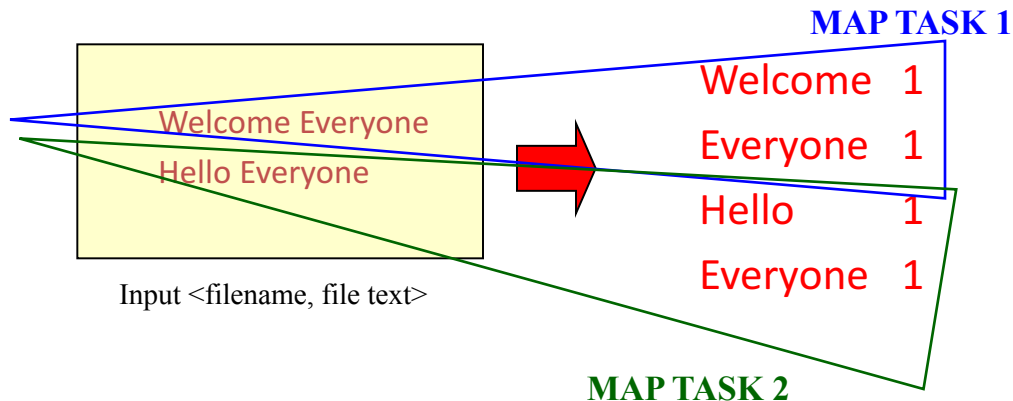 MAP TASK 1
Welcome Everyone
Hello Everyone
Input <filename, file text>
Welcome 1
Everyone 1
Hello 1
Everyone 1
MAP TASK 2